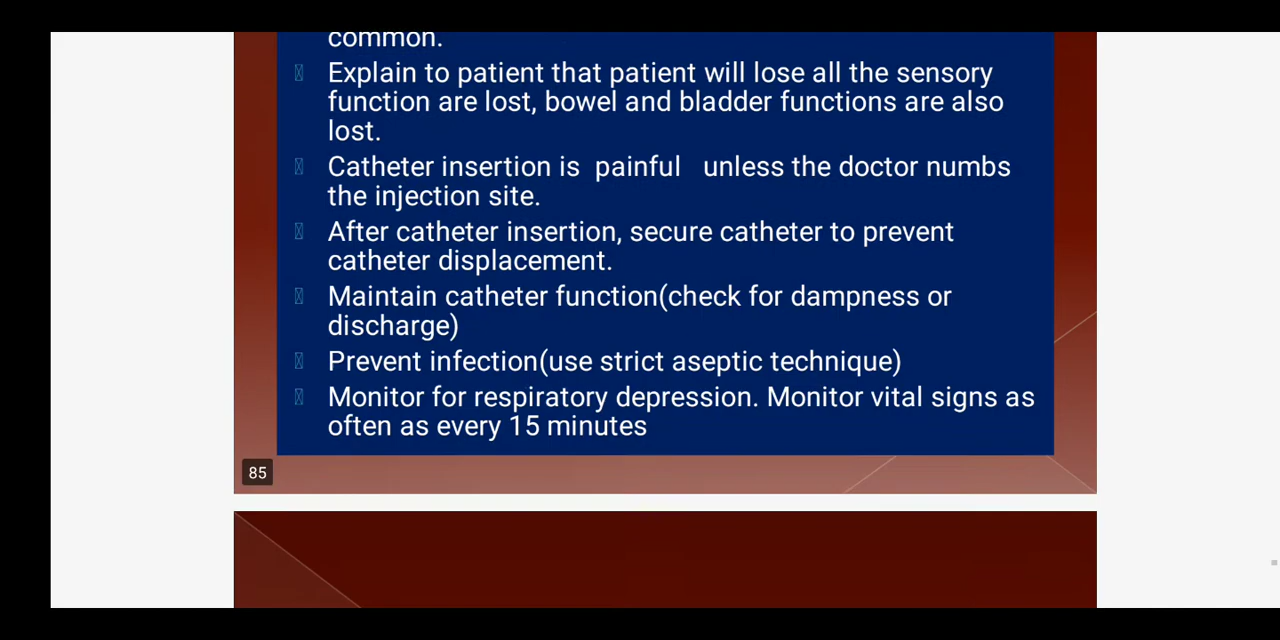 common.
Explain to patient that patient will lose all the sensory
function are lost, bowel and bladder functions are also
lost.
Catheter insertion is painful unless the doctor numbs
the injection site.
After catheter insertion, secure catheter to prevent
catheter displacement.
Maintain catheter function(check for dampness or
discharge)
Prevent infection(use strict aseptic technique)
Monitor for respiratory depression. Monitor vital signs as
often as every 15 minutes
85